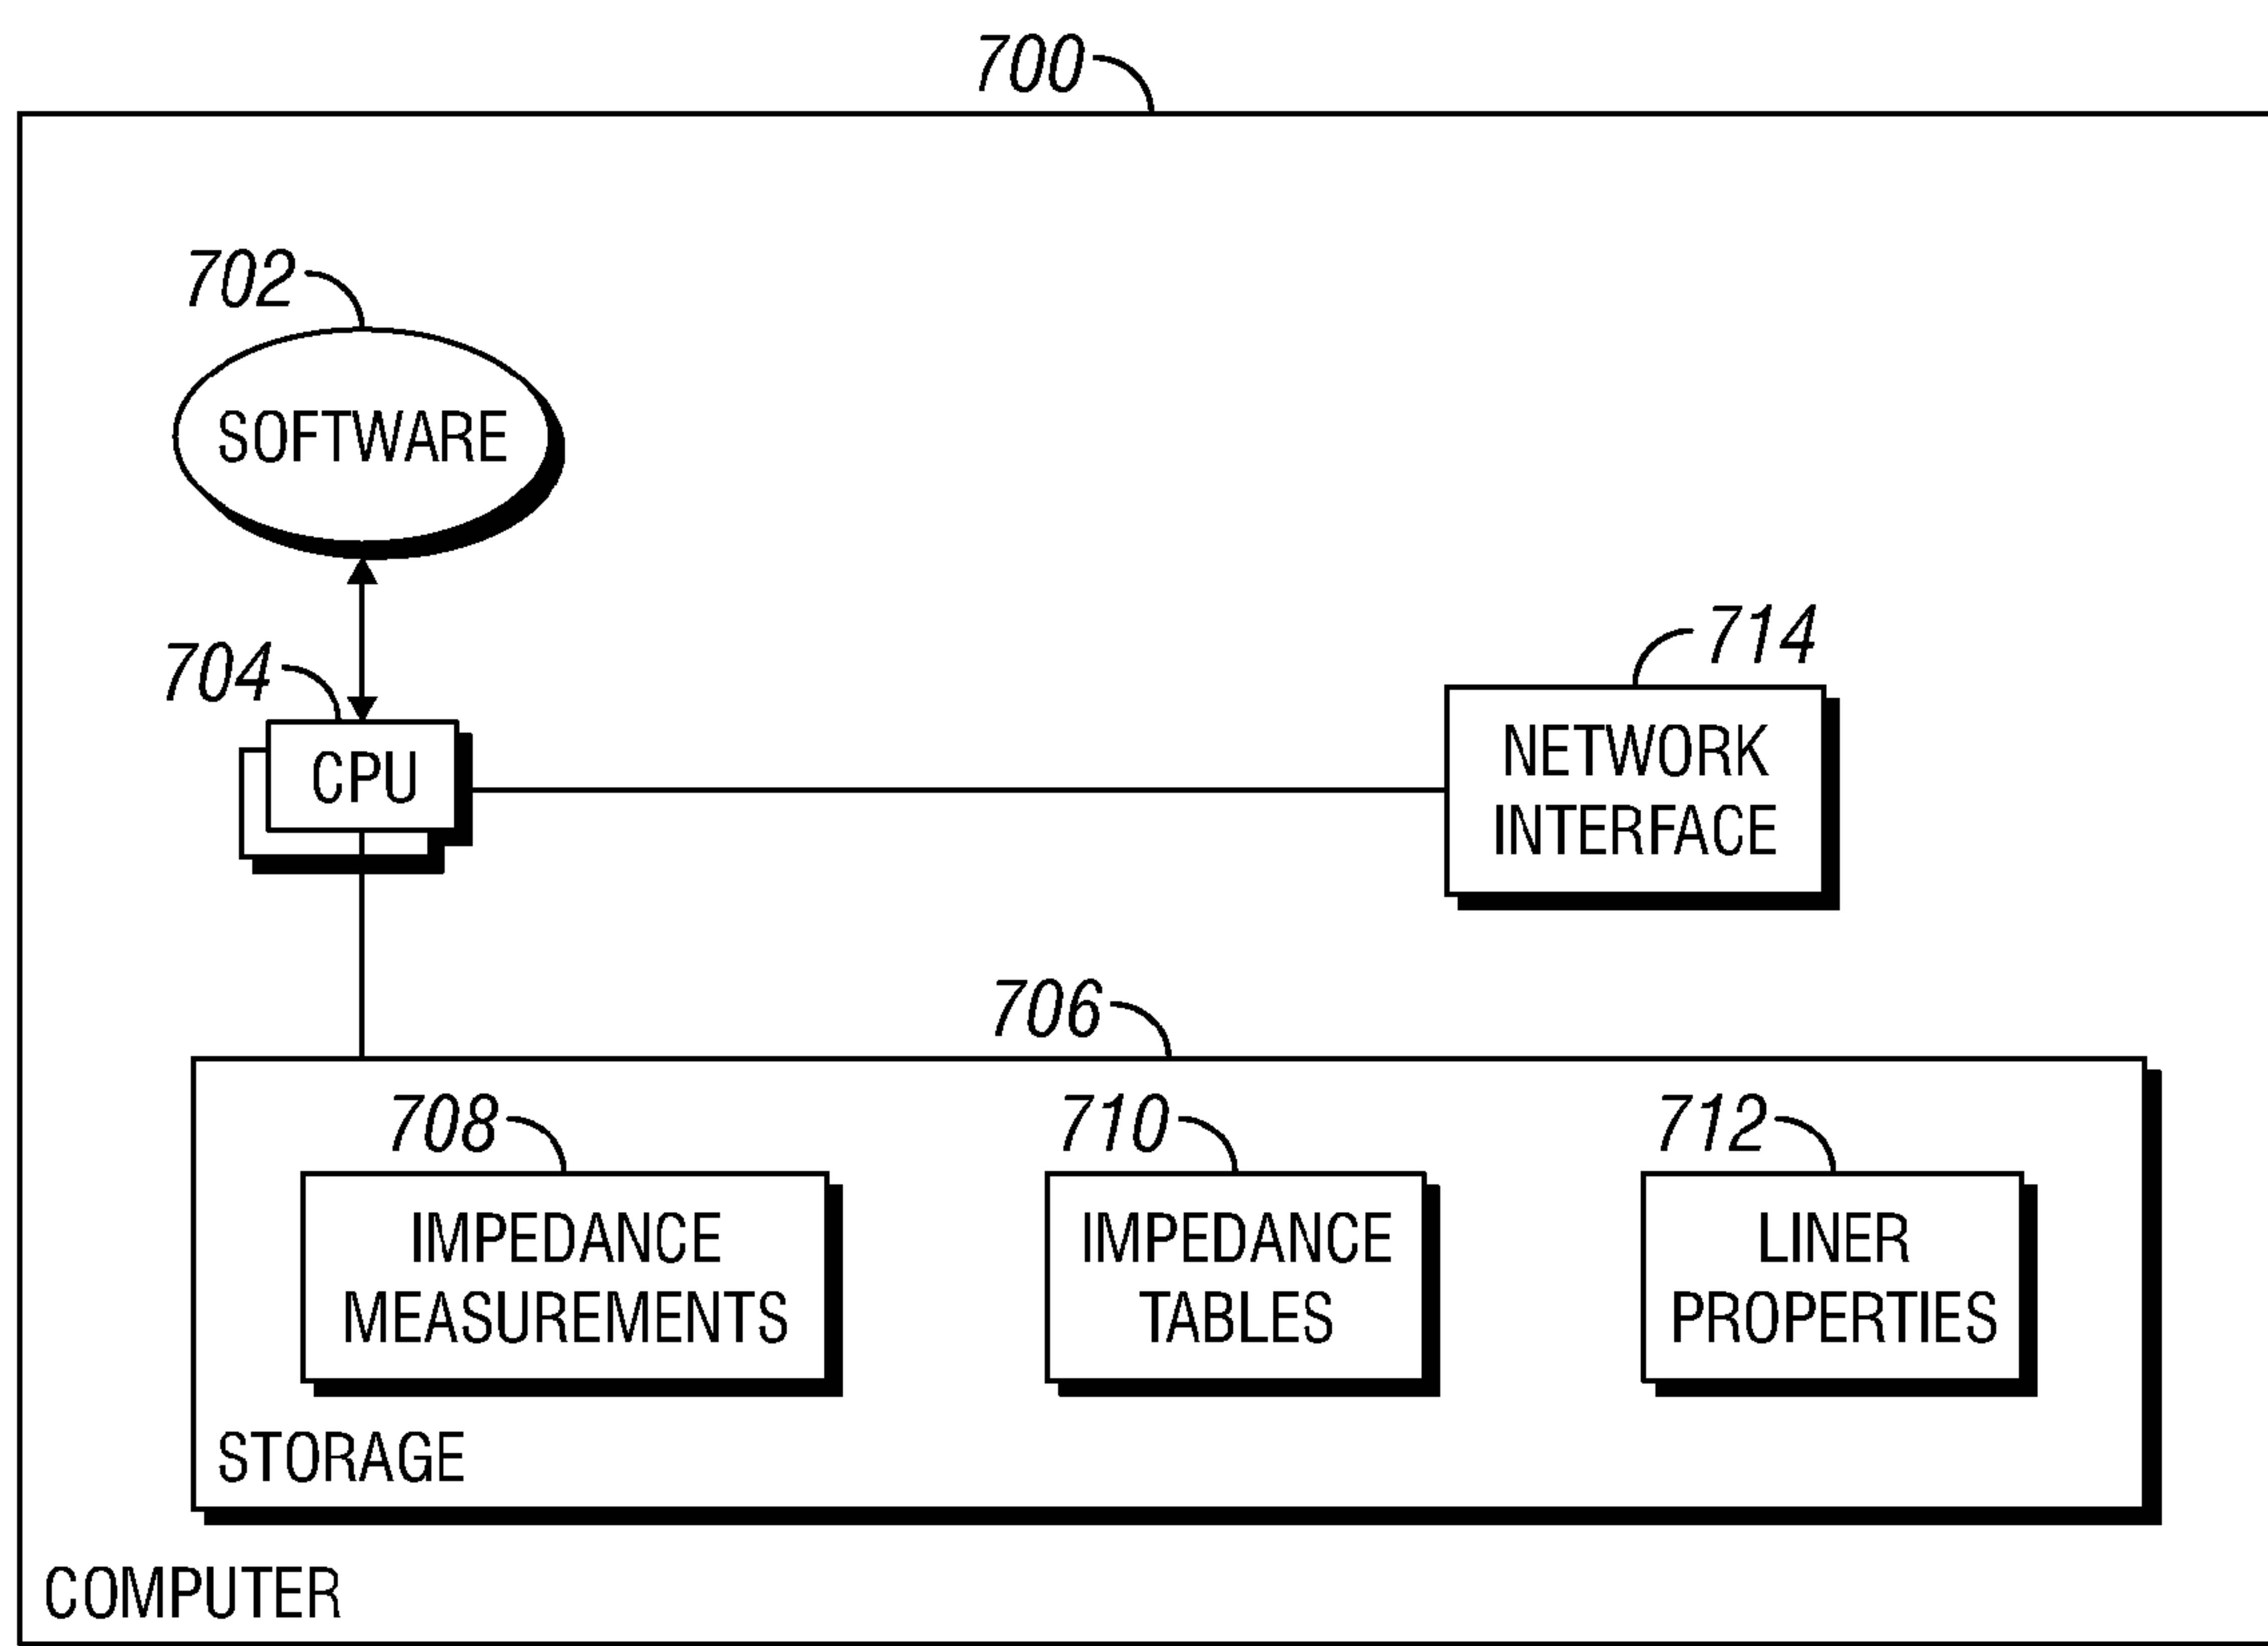 700
702
SOFTWARE
704
CPU
714
NETWORK
INTERFACE
706
708
IMPEDANCE
MEASUREMENTS
710
IMPEDANCE
TABLES
712
LINER
PROPERTIES
STORAGE
COMPUTER